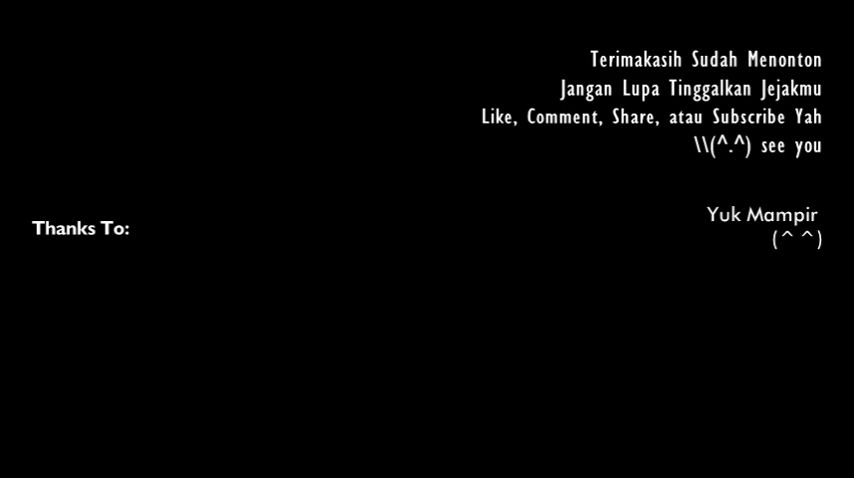 Terimakasih Sudah Menonton
Jangan Lupa Tinggalkan Jejakmu
Like, Comment, Share, atau Subscribe Yah
\\(^.^) see you
Yuk Mampir
(^ ^)
Thanks To: